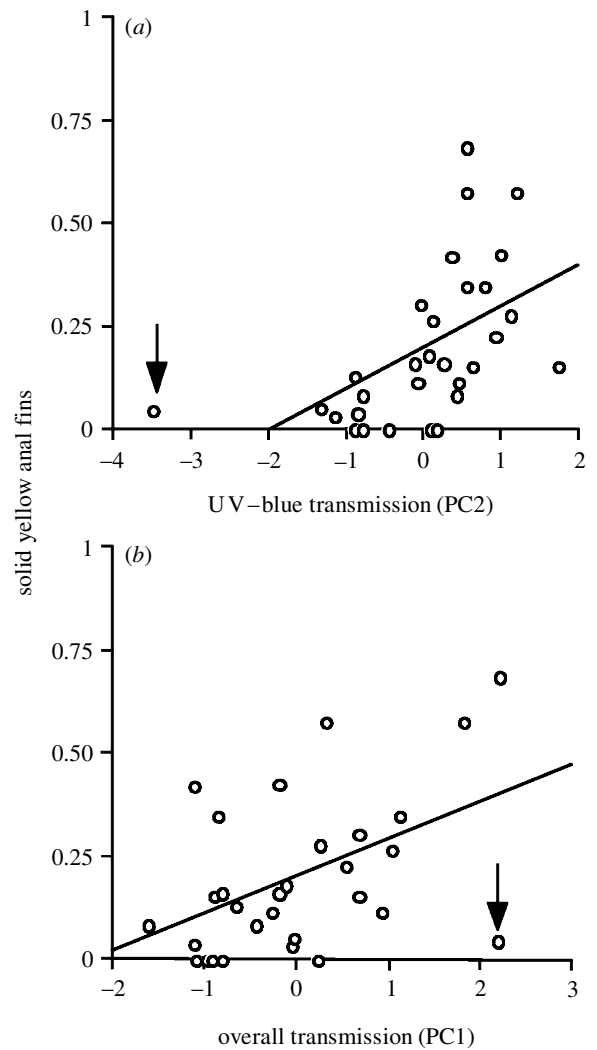 (a)
1
0.75
0.50
0.25
0
−4 −3 −2 −1 0 1 2
UV−blue transmission (PC2)
solid yellow anal fins
(b)
1
0.75
0.50
0.25
0
−2 −1 0 1 2 3
overall transmission (PC1)